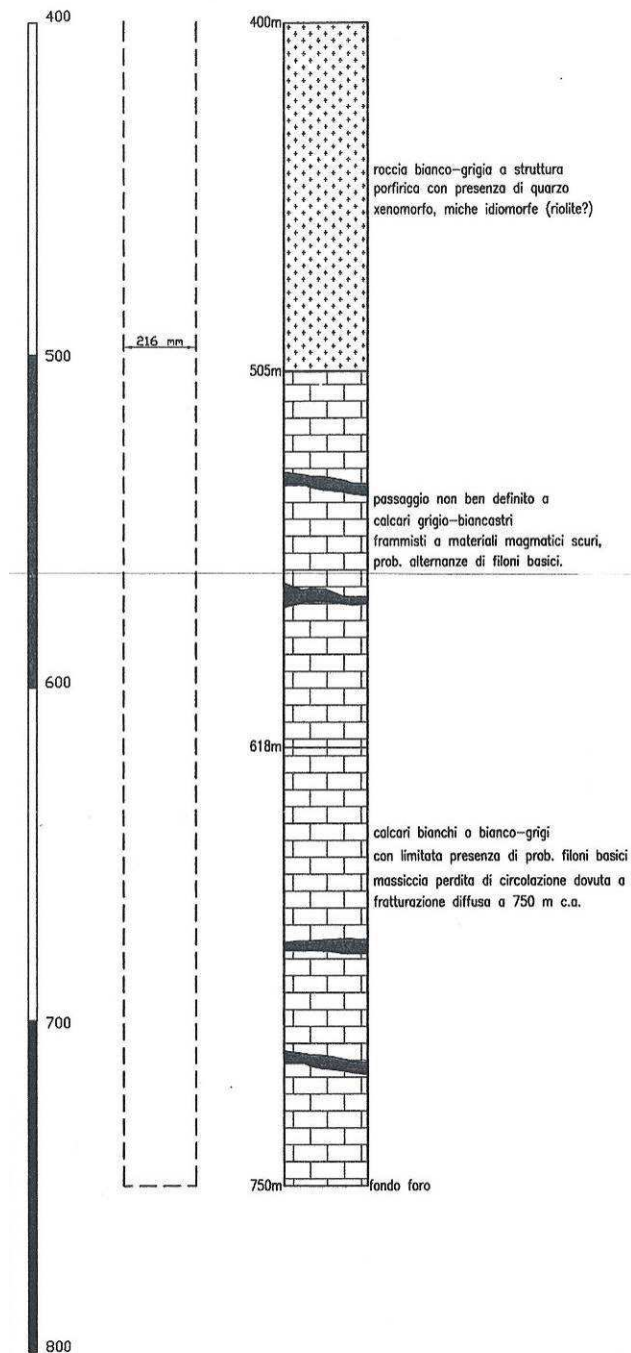 400
400m
roccia bianco-grigia a struttura
porfirica con presenza di quarzo
xenomorfo, miche idiomorfe (riolite?)
216 mm
500
505m
passaggio non ben definito a
calcari grigio-biancastri
frammisti a materiali magmatici scuri,
prob. alternanze di filoni basici.
600
618m
calcari bianchi a bianco-grigi
con limitata presenza di prob. filoni basici
massiccia perdita di circolazione dovuta a
fratturazione diffusa a 750 m c.a.
700
750m
fondo foro
800